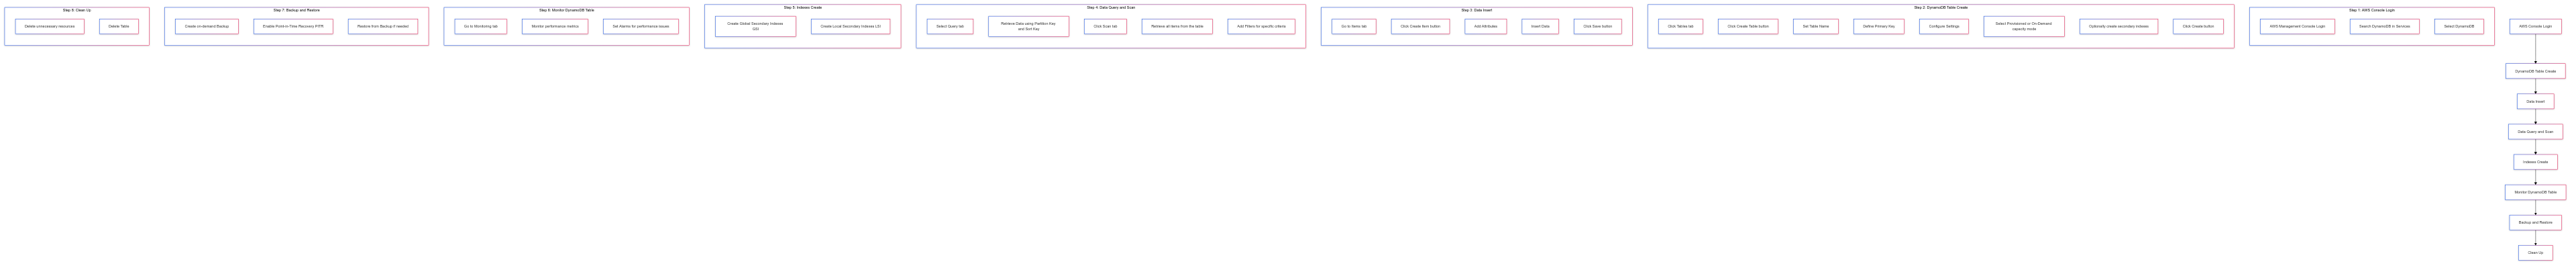 Step 8: Clean Up
Delete unnecessary resources
Delete Table
Step 7: Backup and Restore
Create on-demand Backup
Enable Point-in-Time Recovery PITR
Restore from Backup if needed
Step 6: Monitor DynamoDB Table
Go to Monitoring tab
Monitor performance metrics
Set Alarms for performance issues
Step 5: Indexes Create
Create Global Secondary Indexes
GSI
Create Local Secondary Indexes LSI
Step 4: Data Query and Scan
Select Query tab
Retrieve Data using Partition Key
and Sort Key
Click Scan tab
Retrieve all items from the table
Add Filters for specific criteria
Step 3: Data Insert
Go to Items tab
Click Create Item button
Add Attributes
Insert Data
Click Save button
Step 2: DynamoDB Table Create
Click Tables tab
Click Create Table button
Set Table Name
Define Primary Key
Configure Settings
Select Provisioned or On-Demand
capacity mode
Optionally create secondary indexes
Click Create button
Step 1: AWS Console Login
AWS Management Console Login
Search DynamoDB in Services
Select DynamoDB
AWS Console Login
DynamoDB Table Create
Data Insert
Data Query and Scan
Indexes Create
Monitor DynamoDB Table
Backup and Restore
Clean Up